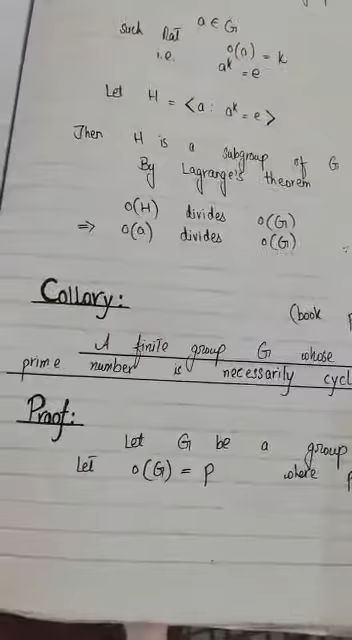 a ∈ G
such that
i.e. o(a) = k
a^k = e
Let H = <a : a^k = e>
Then H is a subgroup of G
By Lagrange's theorem
o(H) divides o(G)
⇒ o(a) divides o(G)
Collary:
(book
A finite group G whose
prime number is necessarily cycl
Proof:
Let G be a group
Let o(G) = p where p